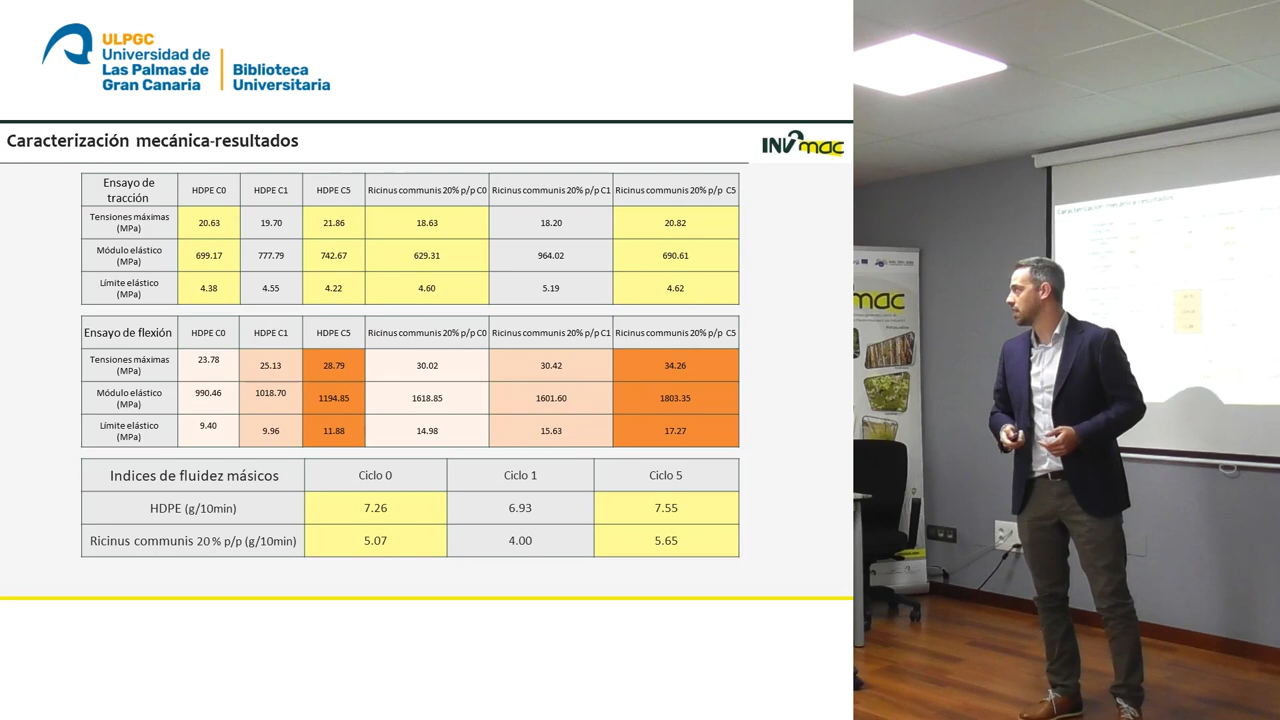 ULPGC
Universidad de
Las Palmas de
Gran Canaria
Biblioteca
Universitaria
Caracterización mecánica-resultados
INV mac
Ensayo de tracción HDPE C0 HDPE C1 HDPE C5 Ricinus communis 20% p/p C0 Ricinus communis 20% p/p C1 Ricinus communis 20% p/p C5
Tensiones máximas (MPa) 20.63 19.70 21.86 18.63 18.20 20.82
Módulo elástico (MPa) 699.17 777.79 742.67 629.31 964.02 690.61
Límite elástico (MPa) 4.38 4.55 4.22 4.60 5.19 4.62
Ensayo de flexión HDPE C0 HDPE C1 HDPE C5 Ricinus communis 20% p/p C0 Ricinus communis 20% p/p C1 Ricinus communis 20% p/p C5
Tensiones máximas (MPa) 23.78 25.13 28.79 30.02 30.42 34.26
Módulo elástico (MPa) 990.46 1018.70 1194.85 1618.85 1601.60 1803.35
Límite elástico (MPa) 9.40 9.96 11.88 14.98 15.63 17.27
Indices de fluidez másicos Ciclo 0 Ciclo 1 Ciclo 5
HDPE (g/10min) 7.26 6.93 7.55
Ricinus communis 20 % p/p (g/10min) 5.07 4.00 5.65
Caracterización mecánica-resultados
mac